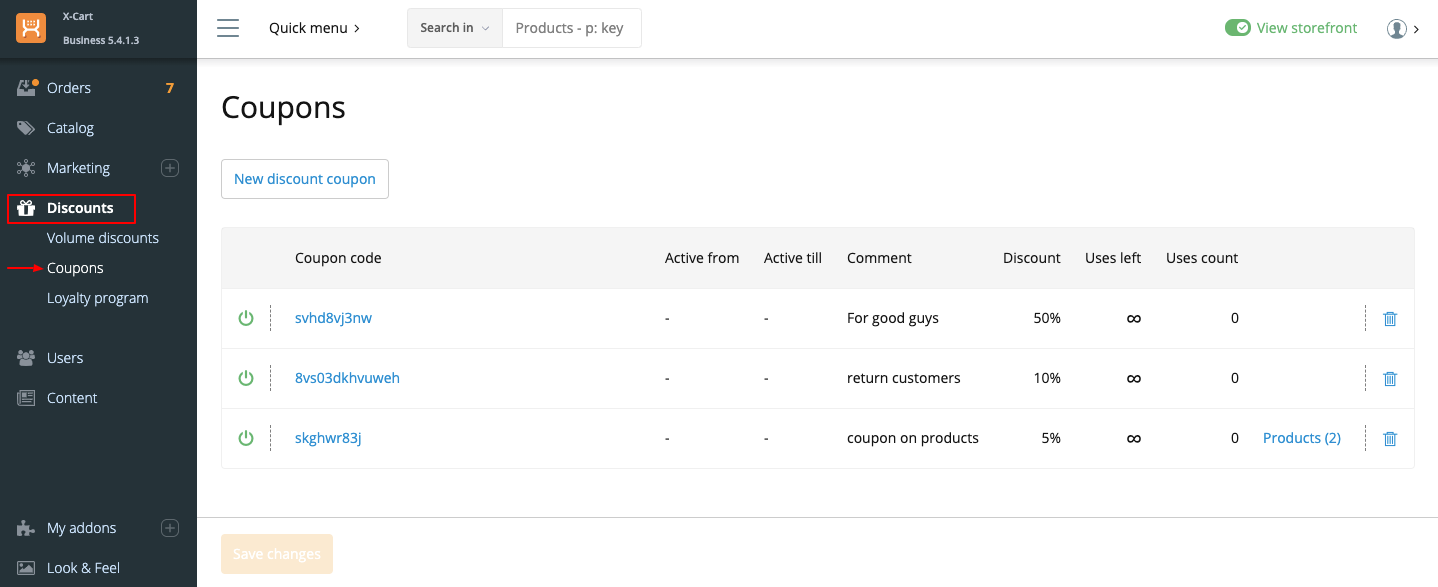 X-Cart
Business 5.4.1.3
Quick menu
Search in
Products - p: key
View storefront
Orders 7
Catalog
Marketing
Discounts
Volume discounts
Coupons
Loyalty program
Users
Content
My addons
Look & Feel
Coupons
New discount coupon
Coupon code Active from Active till Comment Discount Uses left Uses count
svhd8vj3nw - - For good guys 50% ∞ 0
8vs03dkhvuweh - - return customers 10% ∞ 0
skghwr83j - - coupon on products 5% ∞ 0 Products (2)
Save changes